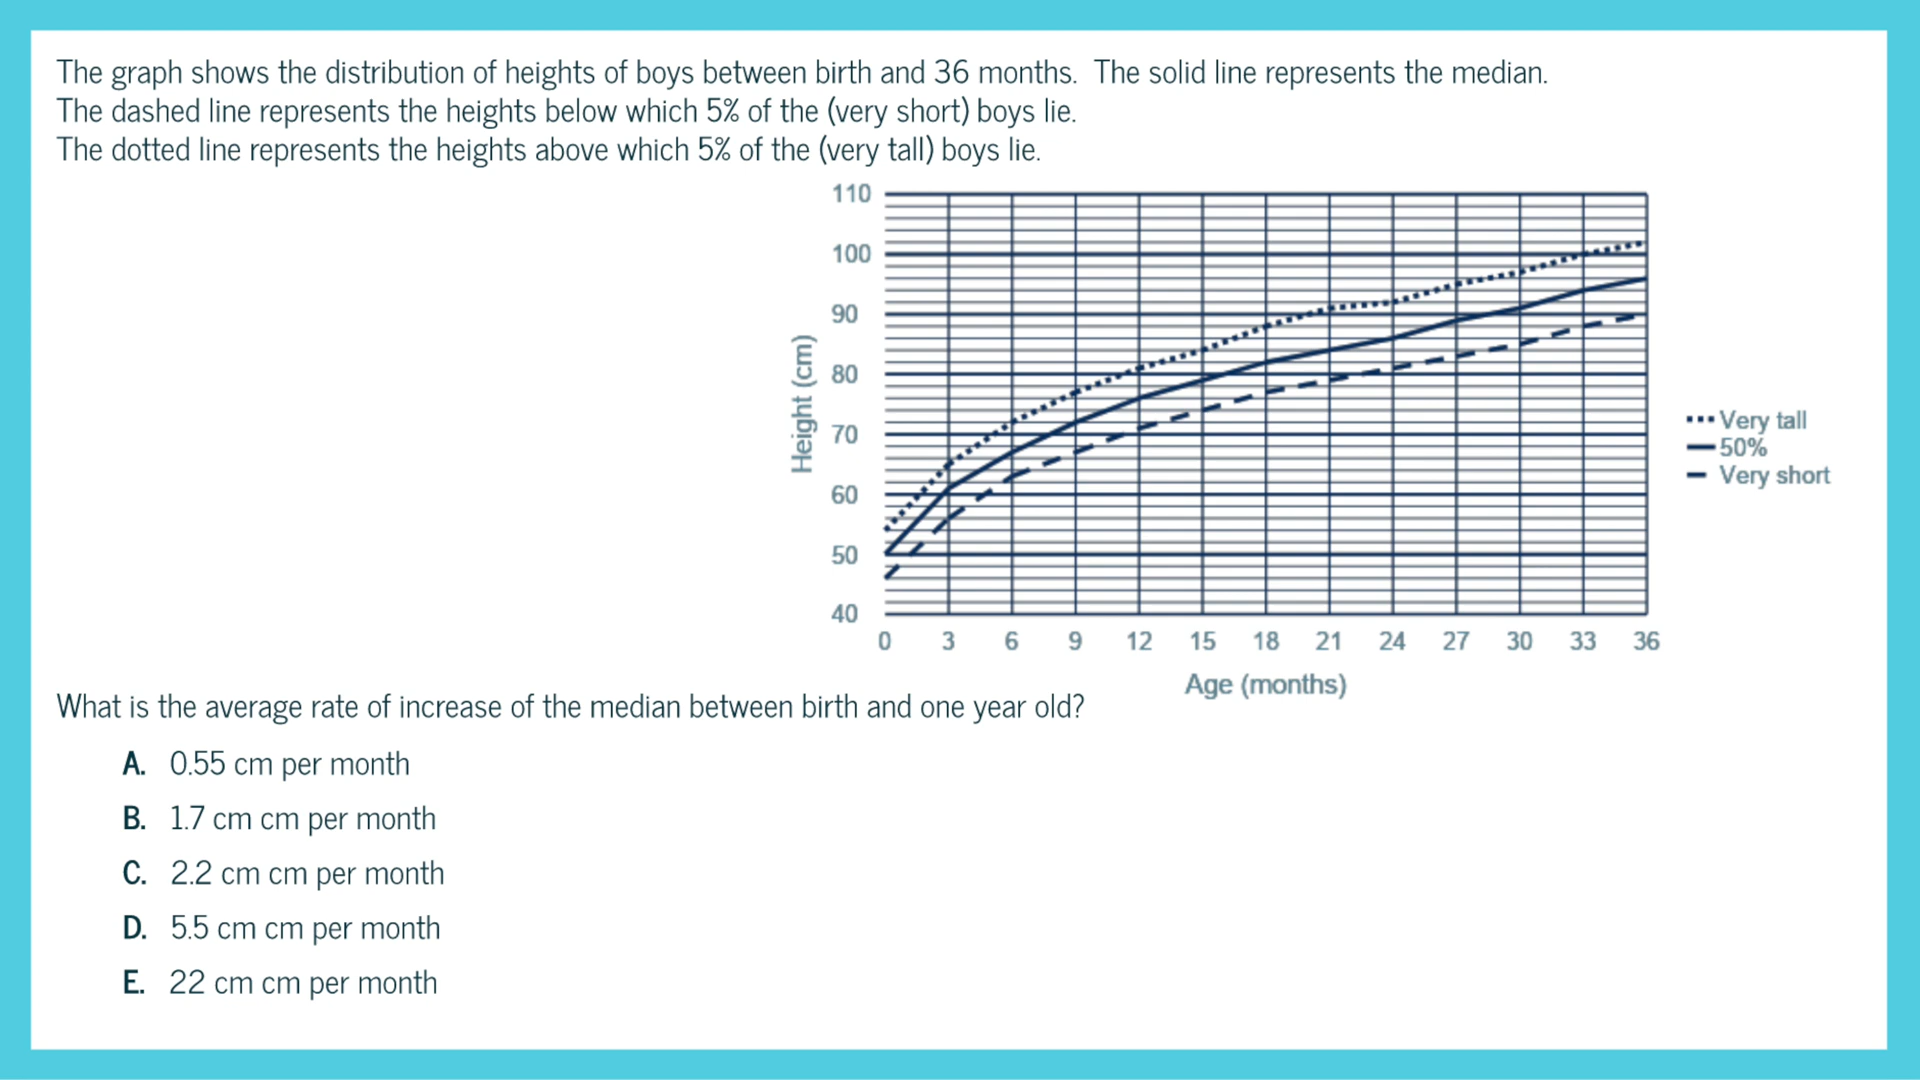 The graph shows the distribution of heights of boys between birth and 36 months. The solid line represents the median.
The dashed line represents the heights below which 5% of the (very short) boys lie.
The dotted line represents the heights above which 5% of the (very tall) boys lie.
110
100
90
80
70
60
50
40
Height (cm)
0 3 6 9 12 15 18 21 24 27 30 33 36
Age (months)
Very tall
50%
Very short
What is the average rate of increase of the median between birth and one year old?
A. 0.55 cm per month
B. 1.7 cm cm per month
C. 2.2 cm cm per month
D. 5.5 cm cm per month
E. 22 cm cm per month